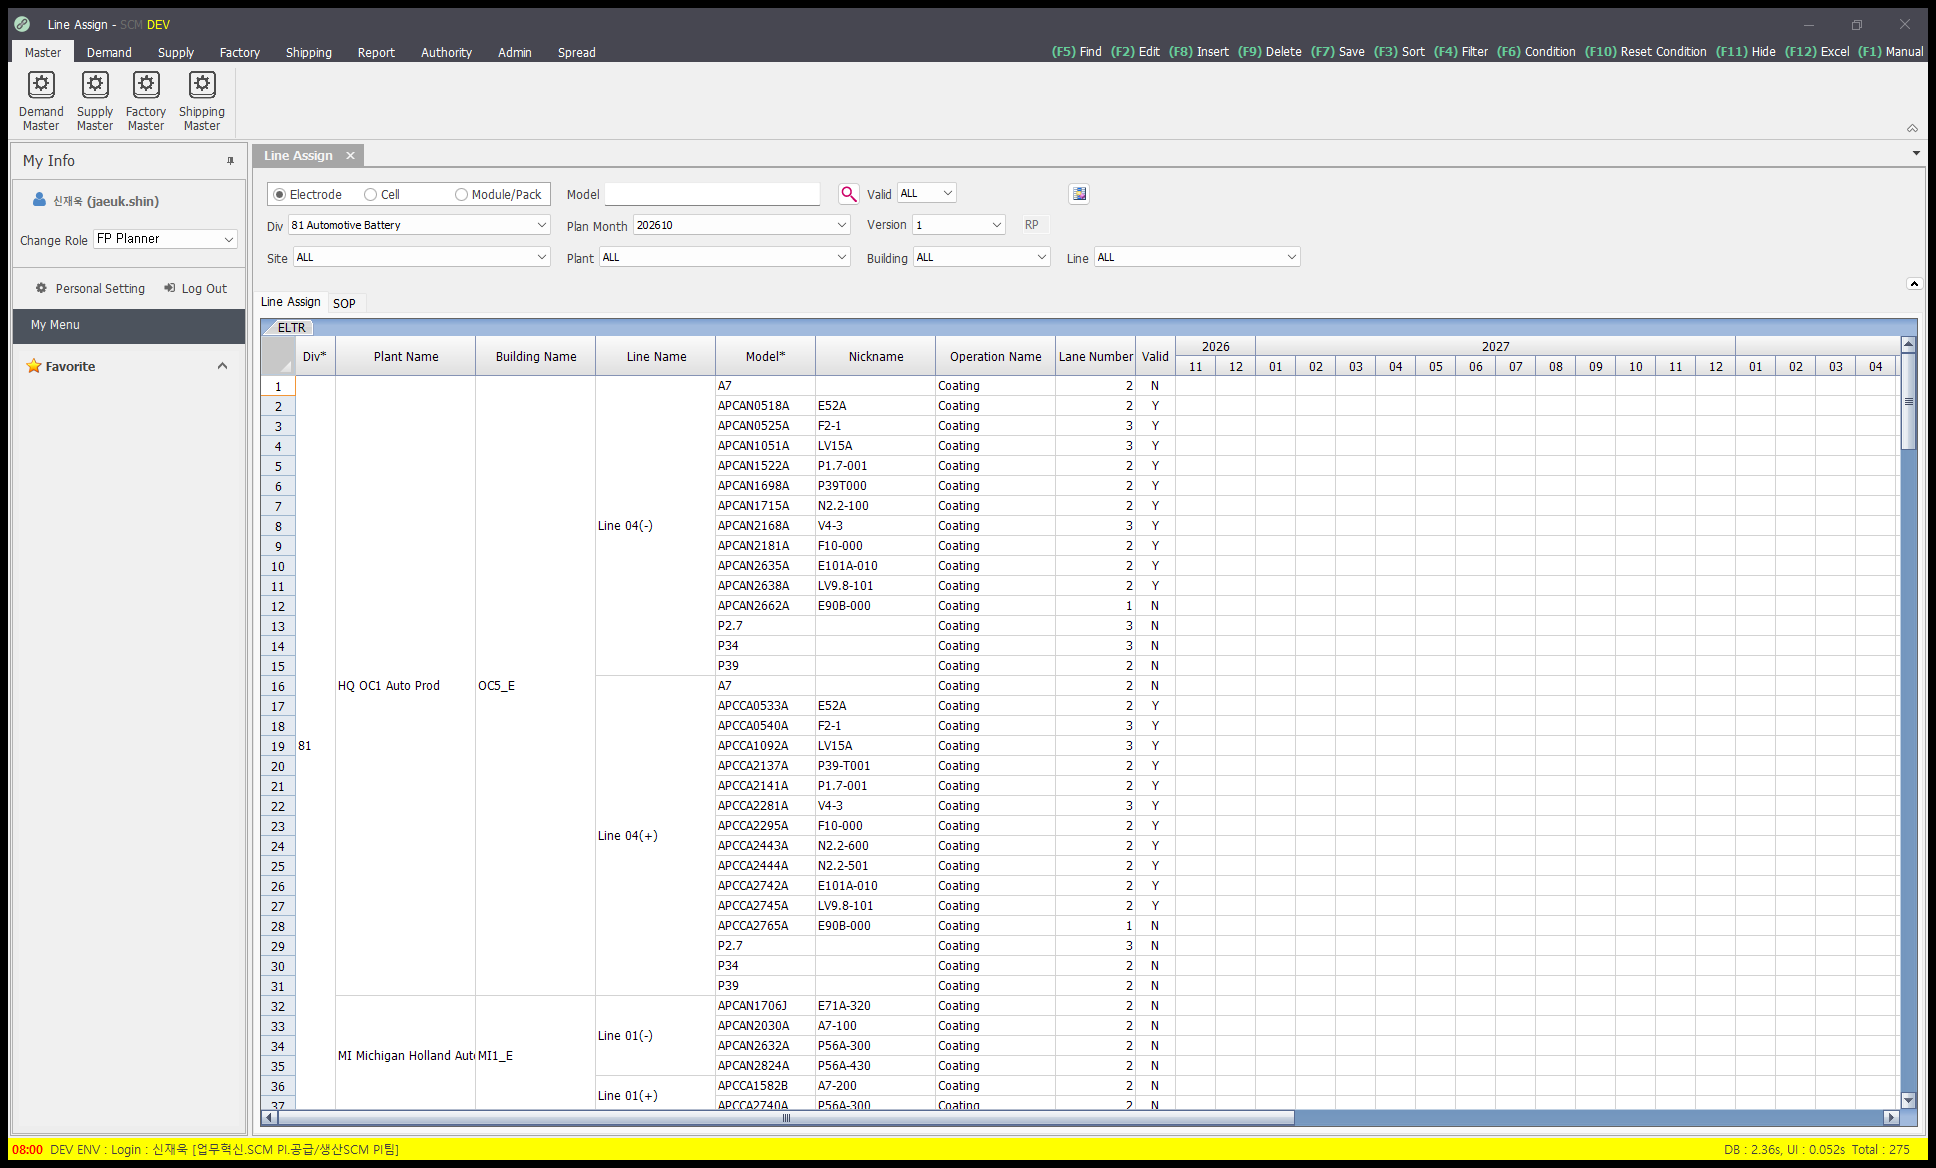 Line Assign - SCM DEV
Master Demand Supply Factory Shipping Report Authority Admin Spread (F5) Find (F2) Edit (F8) Insert (F9) Delete (F7) Save (F3) Sort (F4) Filter (F6) Condition (F10) Reset Condition (F11) Hide (F12) Excel (F1) Manual
Demand Master Supply Master Factory Master Shipping Master
My Info
신재욱 (jaeuk.shin)
Change Role FP Planner
Personal Setting Log Out
My Menu
Favorite
Line Assign
Electrode Cell Module/Pack Model Valid ALL
Div 81 Automotive Battery Plan Month 202610 Version 1 RP
Site ALL Plant ALL Building ALL Line ALL
Line Assign SOP
ELTR
Div* Plant Name Building Name Line Name Model* Nickname Operation Name Lane Number Valid 2026 2027
11 12 01 02 03 04 05 06 07 08 09 10 11 12 01 02 03 04
1 A7 Coating 2 N
2 APCAN0518A E52A Coating 2 Y
3 APCAN0525A F2-1 Coating 3 Y
4 APCAN1051A LV15A Coating 3 Y
5 APCAN1522A P1.7-001 Coating 2 Y
6 APCAN1698A P39T000 Coating 2 Y
7 APCAN1715A N2.2-100 Coating 2 Y
8 Line 04(-) APCAN2168A V4-3 Coating 3 Y
9 APCAN2181A F10-000 Coating 2 Y
10 APCAN2635A E101A-010 Coating 2 Y
11 APCAN2638A LV9.8-101 Coating 2 Y
12 APCAN2662A E90B-000 Coating 1 N
13 P2.7 Coating 3 N
14 P34 Coating 3 N
15 P39 Coating 2 N
16 HQ OC1 Auto Prod OC5_E A7 Coating 2 N
17 APCCA0533A E52A Coating 2 Y
18 APCCA0540A F2-1 Coating 3 Y
19 81 APCCA1092A LV15A Coating 3 Y
20 APCCA2137A P39-T001 Coating 2 Y
21 APCCA2141A P1.7-001 Coating 2 Y
22 APCCA2281A V4-3 Coating 3 Y
23 Line 04(+) APCCA2295A F10-000 Coating 2 Y
24 APCCA2443A N2.2-600 Coating 2 Y
25 APCCA2444A N2.2-501 Coating 2 Y
26 APCCA2742A E101A-010 Coating 2 Y
27 APCCA2745A LV9.8-101 Coating 2 Y
28 APCCA2765A E90B-000 Coating 1 N
29 P2.7 Coating 3 N
30 P34 Coating 2 N
31 P39 Coating 2 N
32 APCAN1706J E71A-320 Coating 2 N
33 Line 01(-) APCAN2030A A7-100 Coating 2 N
34 MI Michigan Holland Aut MI1_E APCAN2632A P56A-300 Coating 2 N
35 APCAN2824A P56A-430 Coating 2 N
36 Line 01(+) APCCA1582B A7-200 Coating 2 N
37 APCCA2740A P56A-300 Coating 2 N
08:00 DEV ENV : Login : 신재욱 [업무혁신.SCM PI.공급/생산SCM PI팀] DB : 2.36s, UI : 0.052s Total : 275